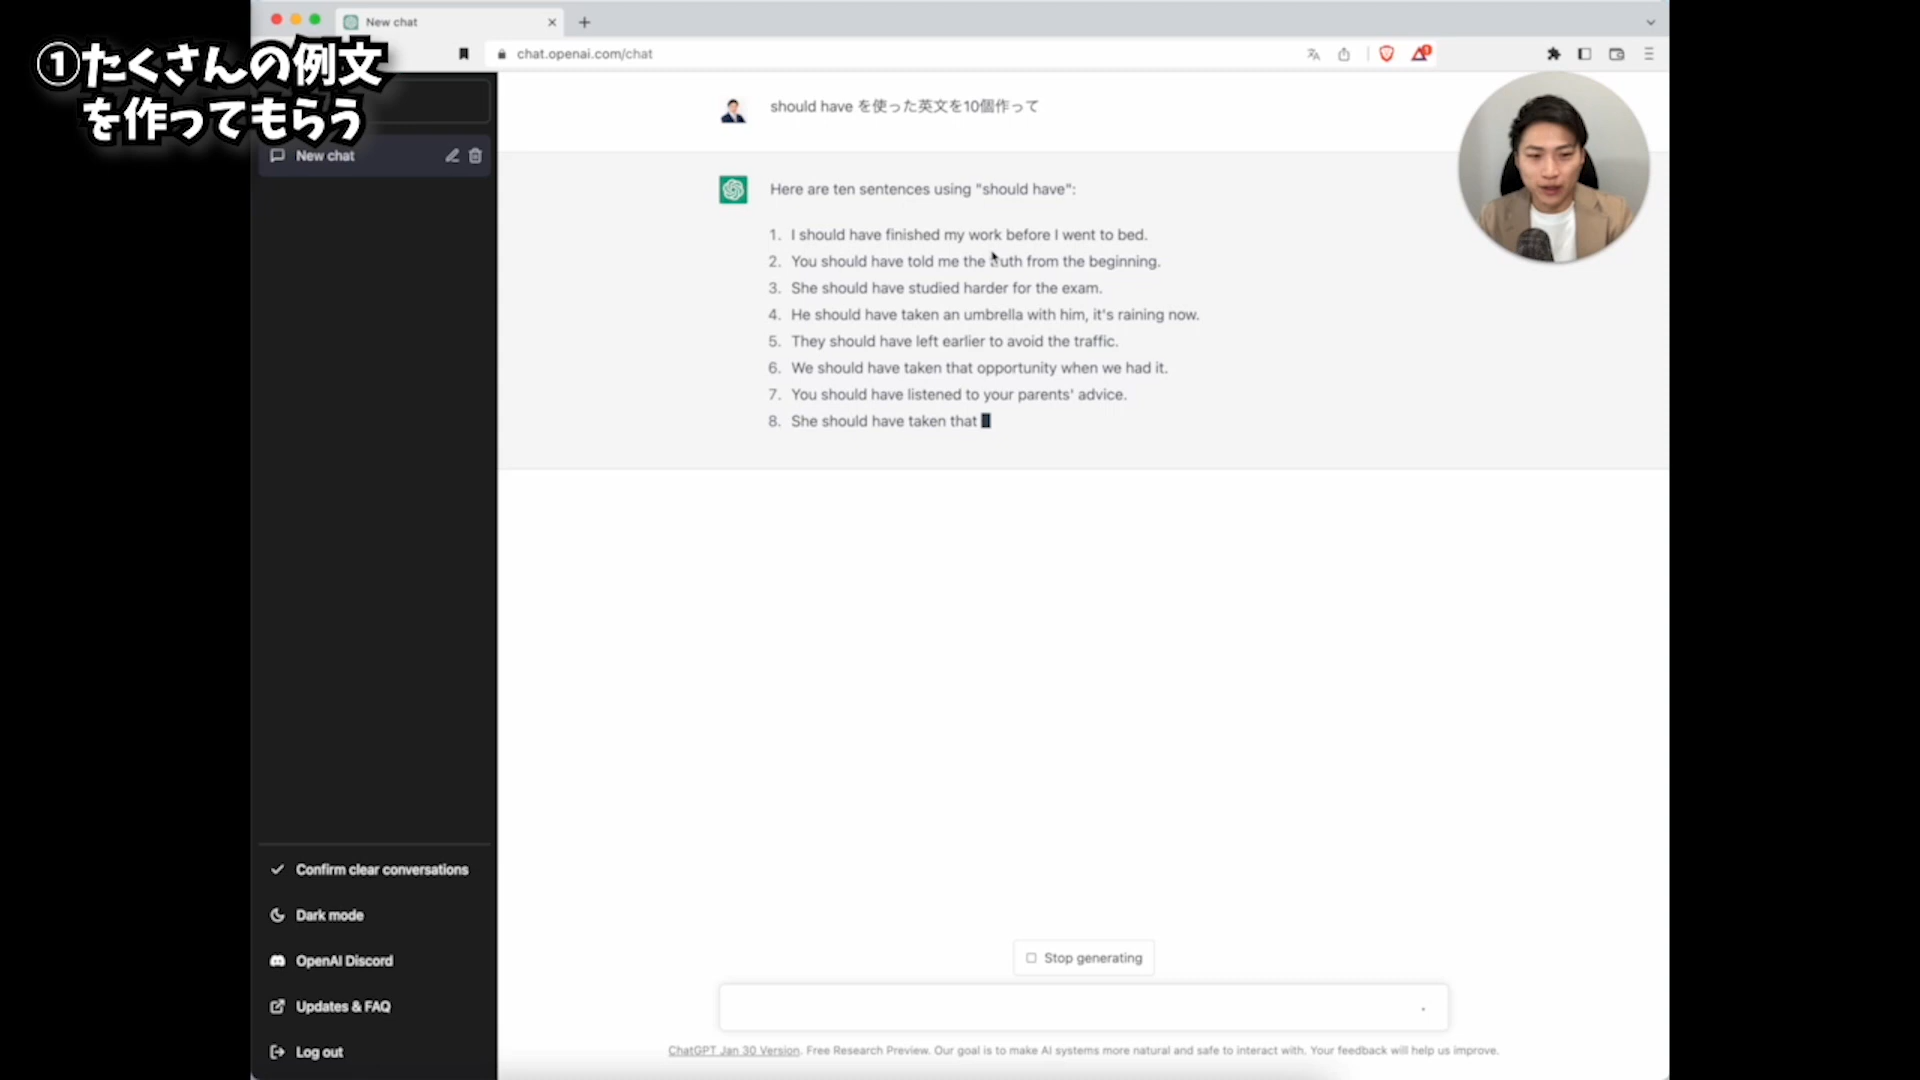 ①たくさんの例文
を作ってもらう
New chat
chat.openai.com/chat
New chat
should have を使った英文を10個作って
Here are ten sentences using "should have":
1. I should have finished my work before I went to bed.
2. You should have told me the truth from the beginning.
3. She should have studied harder for the exam.
4. He should have taken an umbrella with him, it's raining now.
5. They should have left earlier to avoid the traffic.
6. We should have taken that opportunity when we had it.
7. You should have listened to your parents' advice.
8. She should have taken that
Confirm clear conversations
Dark mode
OpenAI Discord
Updates & FAQ
Log out
Stop generating
ChatGPT Jan 30 Version. Free Research Preview. Our goal is to make AI systems more natural and safe to interact with. Your feedback will help us improve.